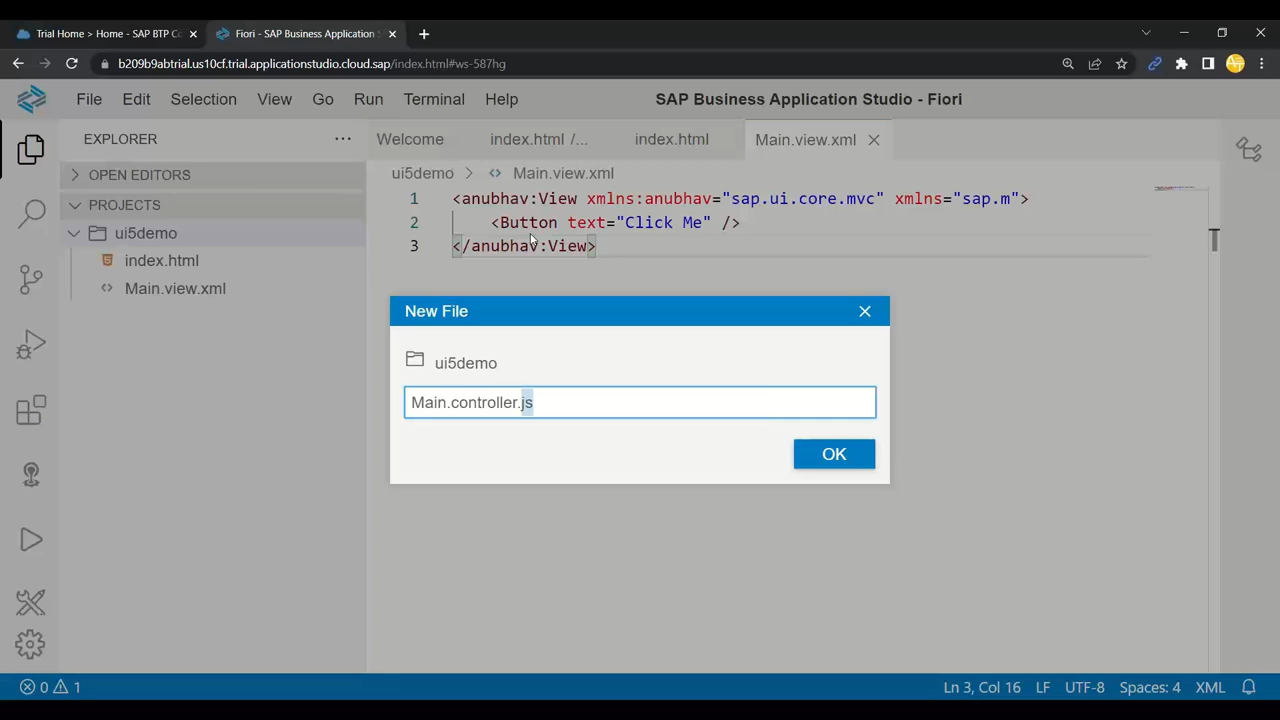 Trial Home > Home - SAP BTP Co
Fiori - SAP Business Application S
b209b9abtrial.us10cf.trial.applicationstudio.cloud.sap/index.html#ws-587hg
File Edit Selection View Go Run Terminal Help
SAP Business Application Studio - Fiori
EXPLORER
Welcome index.html /... index.html Main.view.xml
OPEN EDITORS
ui5demo > Main.view.xml
PROJECTS
ui5demo
index.html
Main.view.xml
1 <anubhav:View xmlns:anubhav="sap.ui.core.mvc" xmlns="sap.m">
2 <Button text="Click Me" />
3 </anubhav:View>
New File
ui5demo
Main.controller.js
OK
0 1
Ln 3, Col 16 LF UTF-8 Spaces: 4 XML